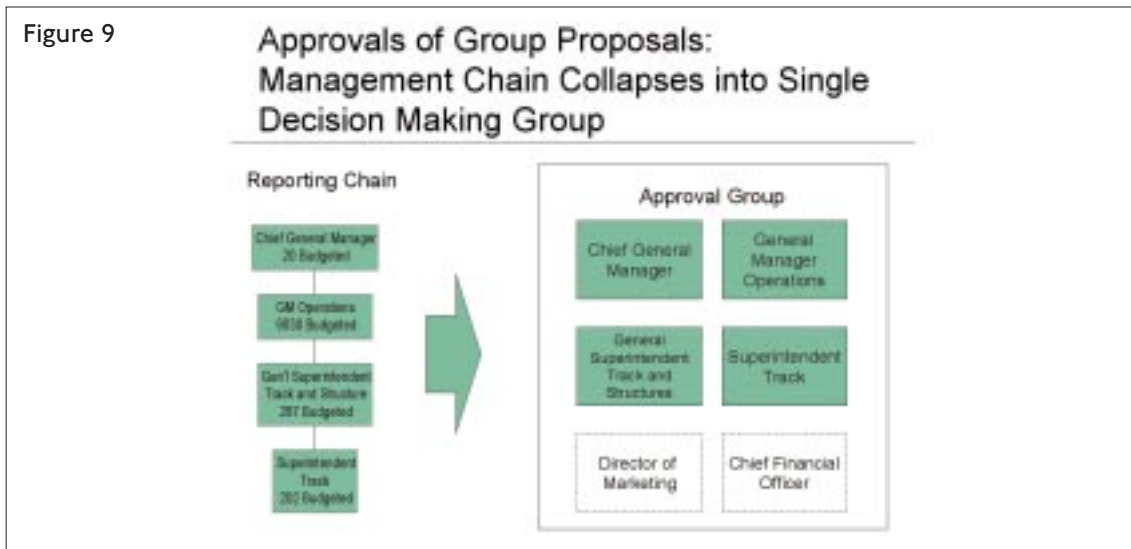 Figure 9
Approvals of Group Proposals:
Management Chain Collapses into Single
Decision Making Group
Reporting Chain
Chief General Manager
20 Budgeted
GM Operations
Budgeted
Gen'l Superintendent
Track and Structure
Budgeted
Superintendent
Track
Budgeted
Approval Group
Chief General
Manager
General
Manager
Operations
General
Superintendent
Track and
Structures
Superintendent
Track
Director of
Marketing
Chief Financial
Officer